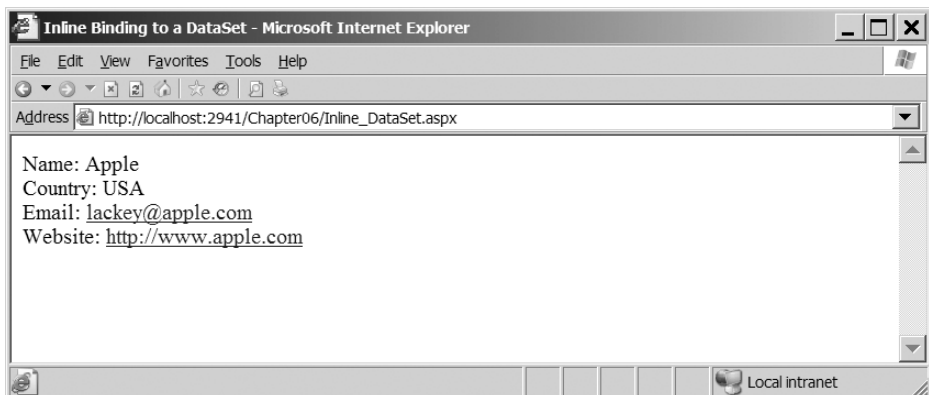 Inline Binding to a DataSet - Microsoft Internet Explorer
File Edit View Favorites Tools Help
Address http://localhost:2941/Chapter06/Inline_DataSet.aspx
Name: Apple
Country: USA
Email: lackey@apple.com
Website: http://www.apple.com
Local intranet